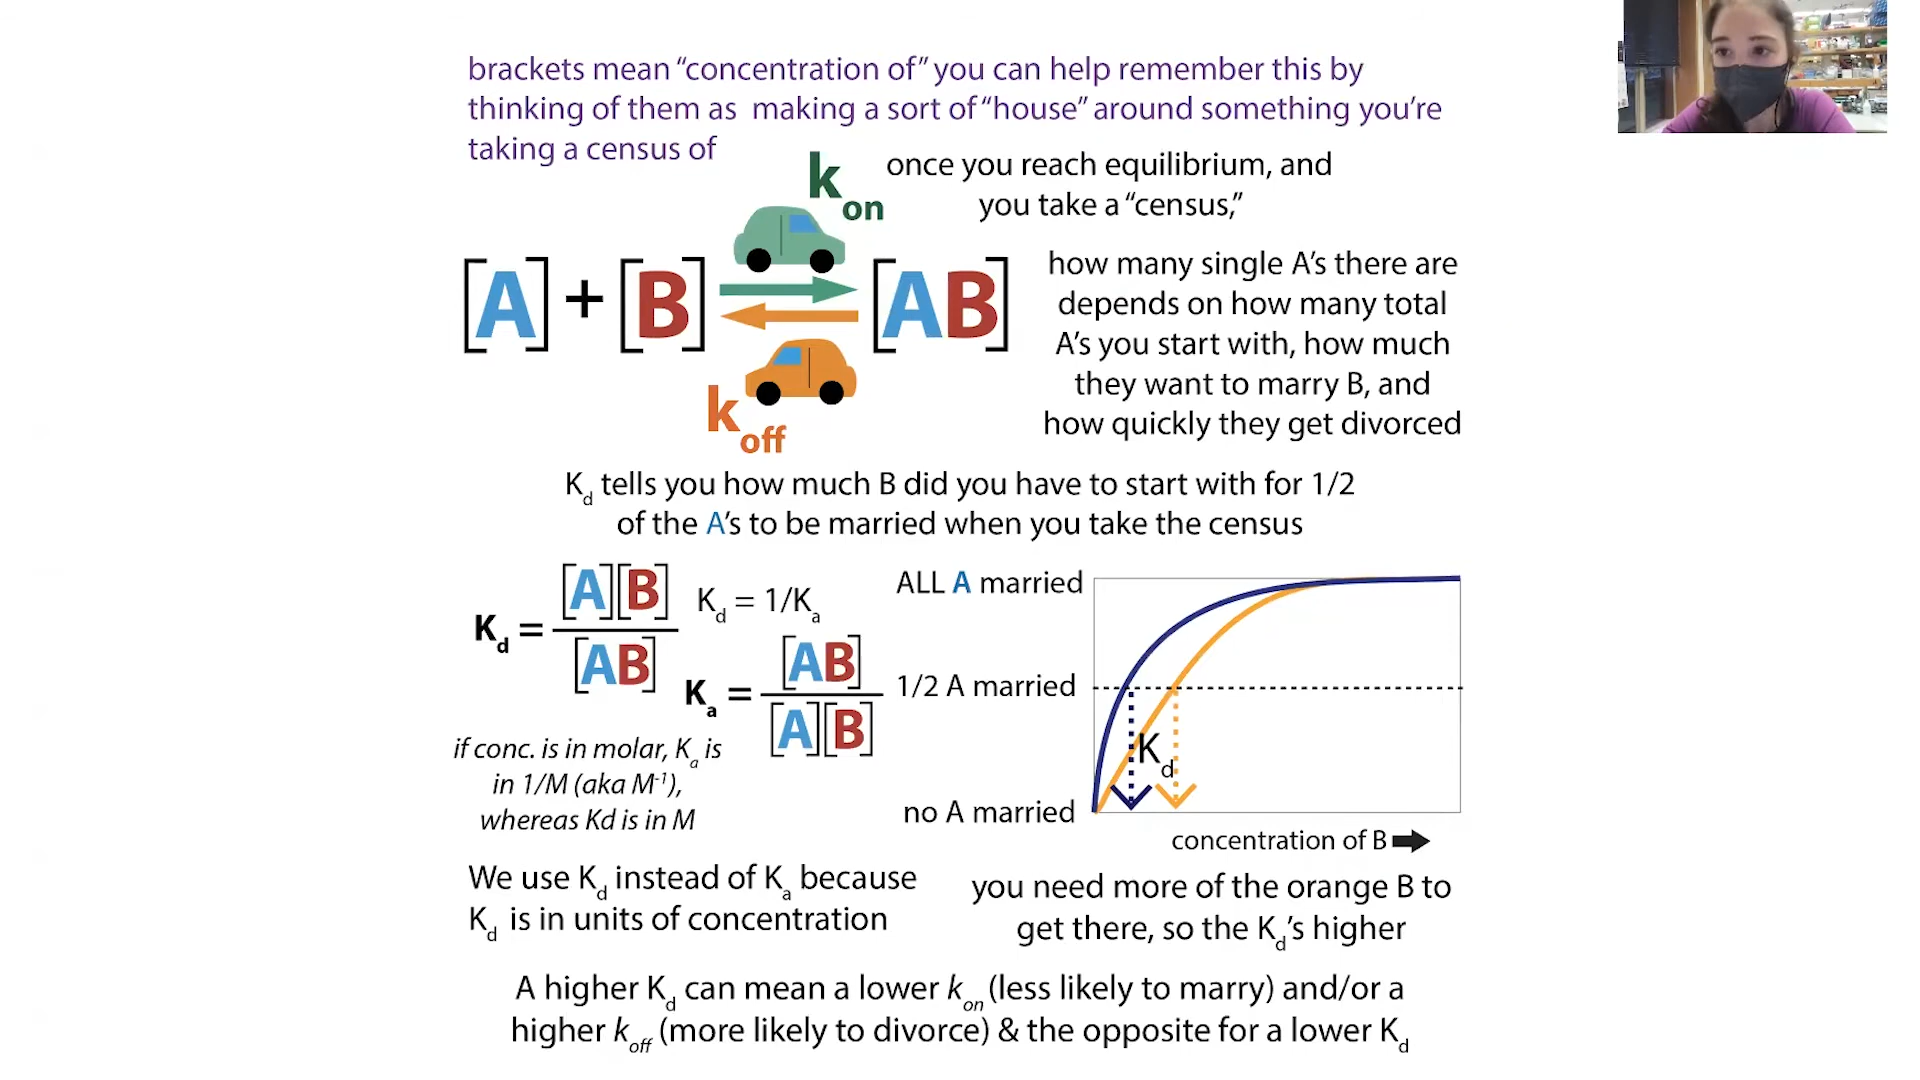 brackets mean “concentration of” you can help remember this by
thinking of them as making a sort of “house” around something you’re
taking a census of
k on
once you reach equilibrium, and
you take a “census,”
[A] + [B] [AB]
k off
how many single A’s there are
depends on how many total
A’s you start with, how much
they want to marry B, and
how quickly they get divorced
Kd tells you how much B did you have to start with for 1/2
of the A’s to be married when you take the census
Kd = [A][B]
[AB]
Kd = 1/Ka
Ka = [AB]
[A][B]
if conc. is in molar, Ka is
in 1/M (aka M⁻¹),
whereas Kd is in M
ALL A married
1/2 A married
no A married
Kd
concentration of B
We use Kd instead of Ka because
Kd is in units of concentration
you need more of the orange B to
get there, so the Kd’s higher
A higher Kd can mean a lower kon (less likely to marry) and/or a
higher koff (more likely to divorce) & the opposite for a lower Kd